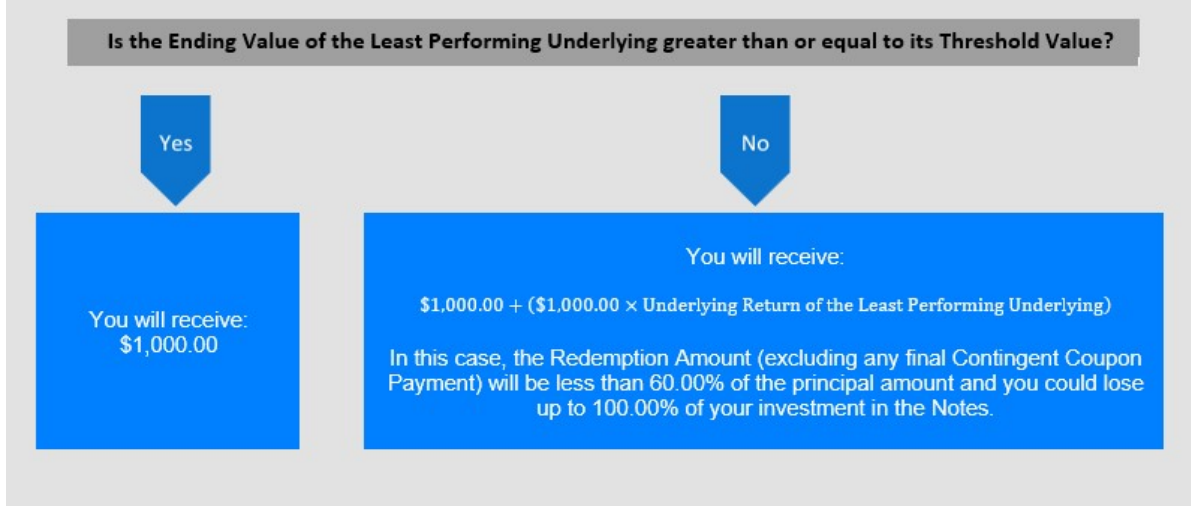 Is the Ending Value of the Least Performing Underlying greater than or equal to its Threshold Value?
Yes
No
You will receive:
$1,000.00
You will receive:
$1,000.00 + ($1,000.00 × Underlying Return of the Least Performing Underlying)
In this case, the Redemption Amount (excluding any final Contingent Coupon
Payment) will be less than 60.00% of the principal amount and you could lose
up to 100.00% of your investment in the Notes.